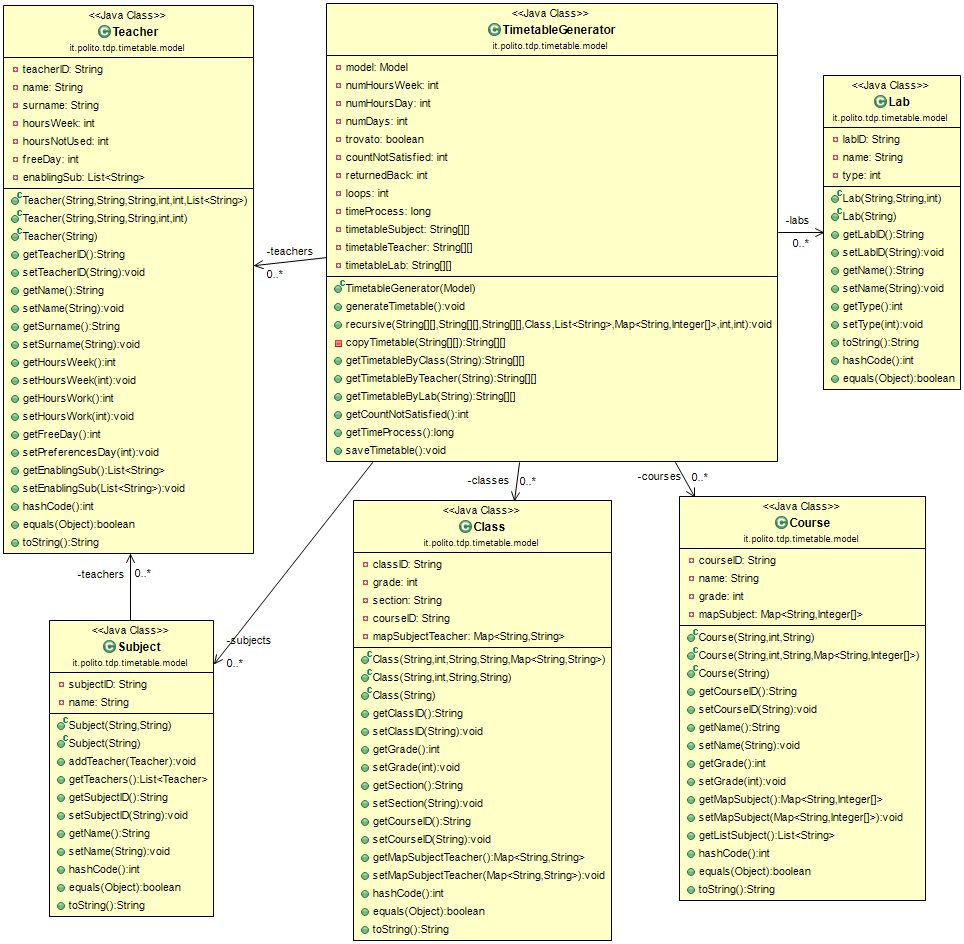 <<Java Class>>
Teacher
it.polito.tdp.timetable.model
teacherID: String
name: String
surname: String
hoursWeek: int
hoursNotUsed: int
freeDay: int
enablingSub: List<String>
Teacher(String,String,String,int,int,List<String>)
Teacher(String,String,String,int,int)
Teacher(String)
getTeacherID():String
setTeacherID(String):void
getName():String
setName(String):void
getSurname():String
setSurname(String):void
getHoursWeek():int
setHoursWeek(int):void
getHoursWork():int
setHoursWork(int):void
getFreeDay():int
setPreferencesDay(int):void
getEnablingSub():List<String>
setEnablingSub(List<String>):void
hashCode():int
equals(Object):boolean
toString():String
<<Java Class>>
TimetableGenerator
it.polito.tdp.timetable.model
model: Model
numHoursWeek: int
numHoursDay: int
numDays: int
trovato: boolean
countNotSatisfied: int
returnedBack: int
loops: int
timeProcess: long
timetableSubject: String[][]
timetableTeacher: String[][]
timetableLab: String[][]
TimetableGenerator(Model)
generateTimetable():void
recursive(String[][],String[][],String[][],Class,List<String>,Map<String,Integer[]>,int,int):void
copyTimetable(String[][]):String[][]
getTimetableByClass(String):String[][]
getTimetableByTeacher(String):String[][]
getTimetableByLab(String):String[][]
getCountNotSatisfied():int
getTimeProcess():long
saveTimetable():void
<<Java Class>>
Lab
it.polito.tdp.timetable.model
labID: String
name: String
type: int
Lab(String,String,int)
Lab(String)
getLabID():String
setLabID(String):void
getName():String
setName(String):void
getType():int
setType(int):void
toString():String
hashCode():int
equals(Object):boolean
-teachers
0..*
-labs
0..*
-classes
0..*
-courses
0..*
-teachers
0..*
-subjects
0..*
<<Java Class>>
Subject
it.polito.tdp.timetable.model
subjectID: String
name: String
Subject(String,String)
Subject(String)
addTeacher(Teacher):void
getTeachers():List<Teacher>
getSubjectID():String
setSubjectID(String):void
getName():String
setName(String):void
hashCode():int
equals(Object):boolean
toString():String
<<Java Class>>
Class
it.polito.tdp.timetable.model
classID: String
grade: int
section: String
courseID: String
mapSubjectTeacher: Map<String,String>
Class(String,int,String,String,Map<String,String>)
Class(String,int,String,String)
Class(String)
getClassID():String
setClassID(String):void
getGrade():int
setGrade(int):void
getSection():String
setSection(String):void
getCourseID():String
setCourseID(String):void
getMapSubjectTeacher():Map<String,String>
setMapSubjectTeacher(Map<String,String>):void
hashCode():int
equals(Object):boolean
toString():String
<<Java Class>>
Course
it.polito.tdp.timetable.model
courseID: String
name: String
grade: int
mapSubject: Map<String,Integer[]>
Course(String,int,String)
Course(String,int,String,Map<String,Integer[]>)
Course(String)
getCourseID():String
setCourseID(String):void
getName():String
setName(String):void
getGrade():int
setGrade(int):void
getMapSubject():Map<String,Integer[]>
setMapSubject(Map<String,Integer[]>):void
getListSubject():List<String>
hashCode():int
equals(Object):boolean
toString():String